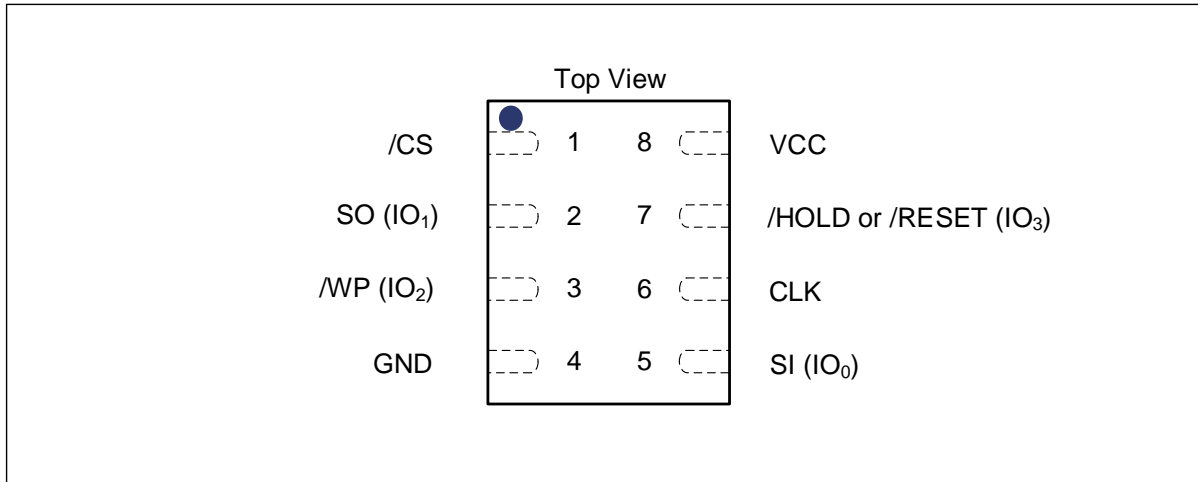 Top View
/CS 1 8 VCC
SO (IO₁) 2 7 /HOLD or /RESET (IO₃)
/WP (IO₂) 3 6 CLK
GND 4 5 SI (IO₀)